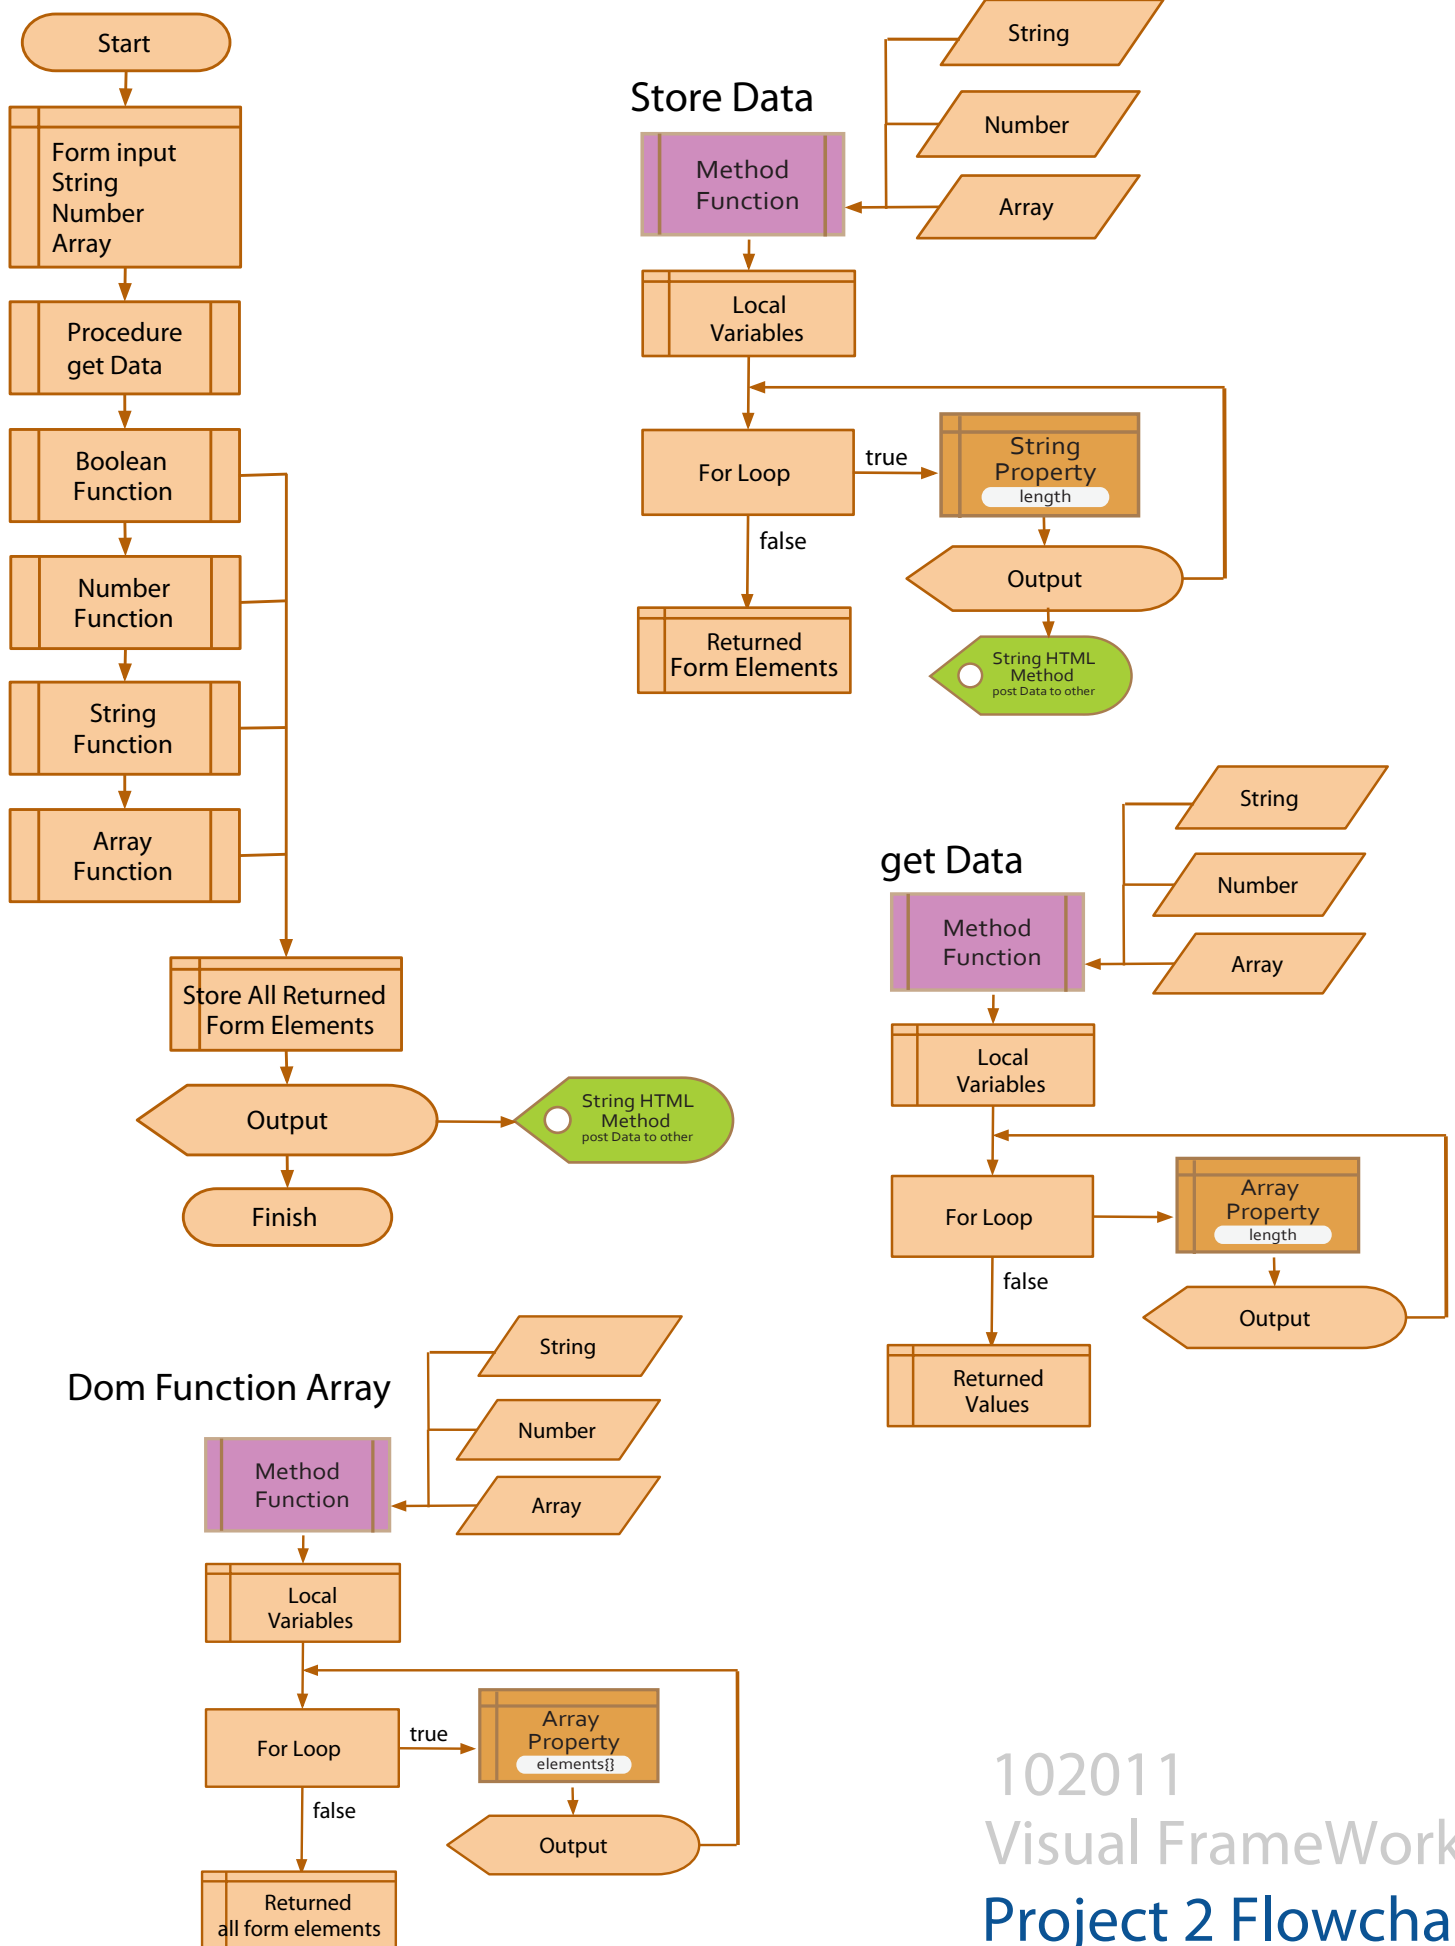 Start
Form input
String
Number
Array
Procedure
get Data
Boolean
Function
Number
Function
String
Function
Array
Function
Store All Returned
Form Elements
Output
String HTML
Method
post Data to other
Finish
Store Data
String
Number
Array
Method
Function
Local
Variables
For Loop
true
String
Property
length
false
Output
Returned
Form Elements
String HTML
Method
post Data to other
get Data
String
Number
Array
Method
Function
Local
Variables
For Loop
Array
Property
length
false
Output
Returned
Values
Dom Function Array
String
Number
Array
Method
Function
Local
Variables
For Loop
true
Array
Property
elements{}
false
Output
Returned
all form elements
102011
Visual FrameWork
Project 2 Flowcha